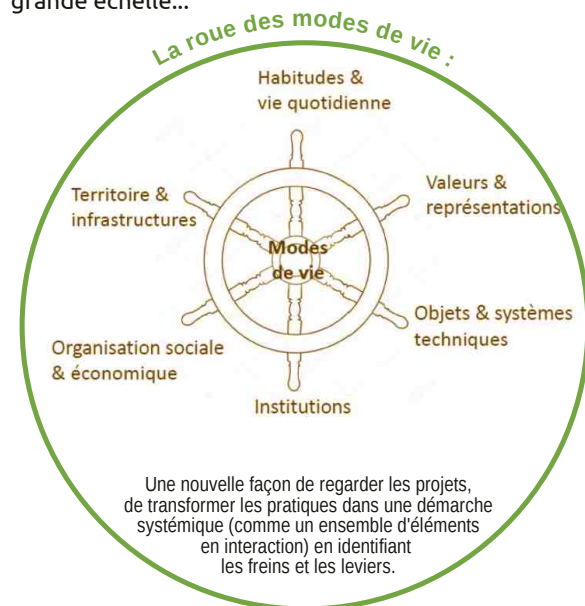 grande échelle...
La roue des modes de vie :
Habitudes &
vie quotidienne
Valeurs &
représentations
Territoire &
infrastructures
Modes
de vie
Objets & systèmes
techniques
Organisation sociale
& économique
Institutions
Une nouvelle façon de regarder les projets,
de transformer les pratiques dans une démarche
systémique (comme un ensemble d'éléments
en interaction) en identifiant
les freins et les leviers.